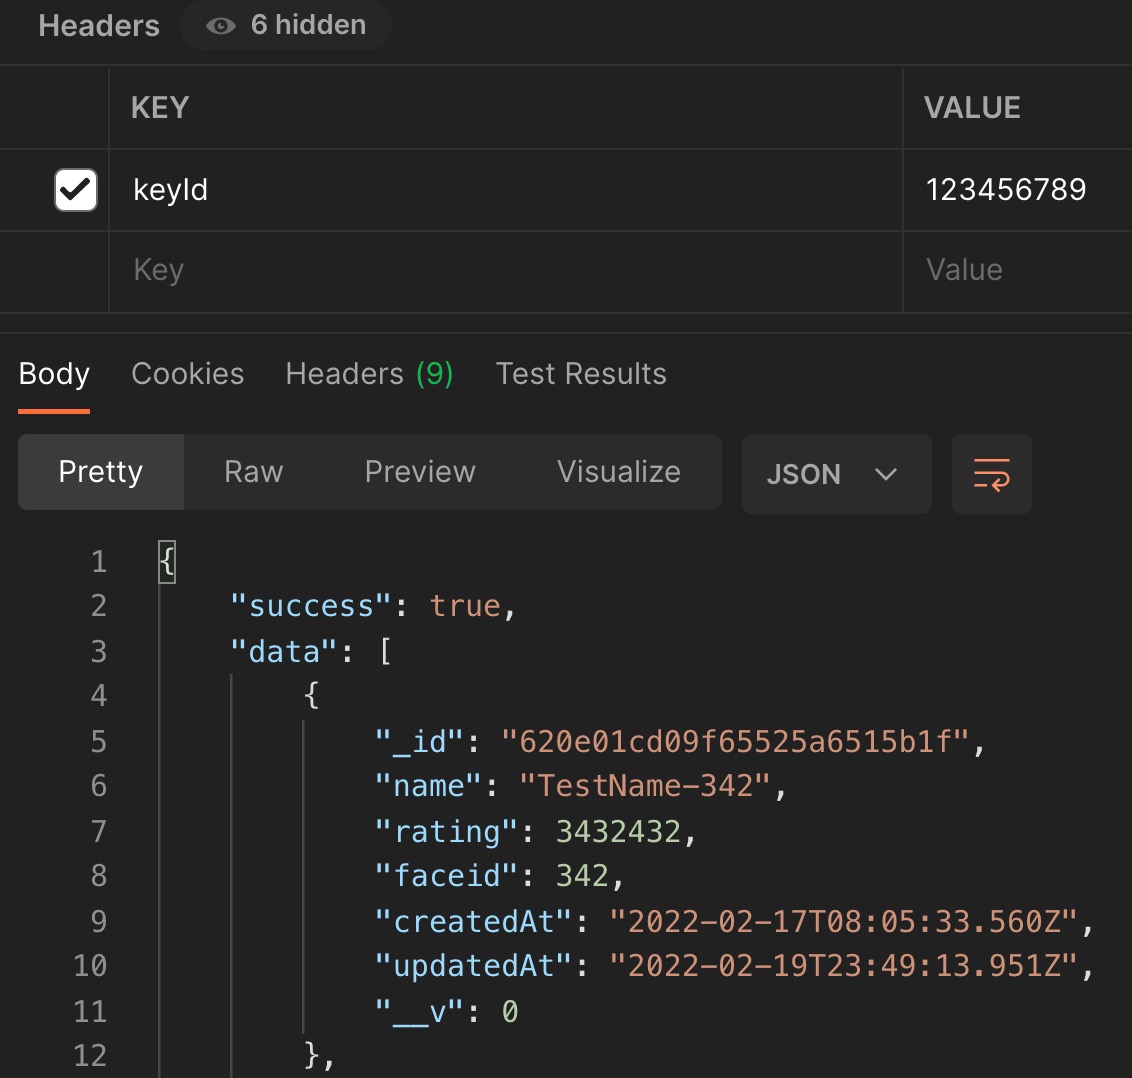 Headers 6 hidden
KEY VALUE
keyId 123456789
Key Value
Body Cookies Headers (9) Test Results
Pretty Raw Preview Visualize JSON
1 {
2 "success": true,
3 "data": [
4 {
5 "_id": "620e01cd09f65525a6515b1f",
6 "name": "TestName-342",
7 "rating": 3432432,
8 "faceid": 342,
9 "createdAt": "2022-02-17T08:05:33.560Z",
10 "updatedAt": "2022-02-19T23:49:13.951Z",
11 "__v": 0
12 },